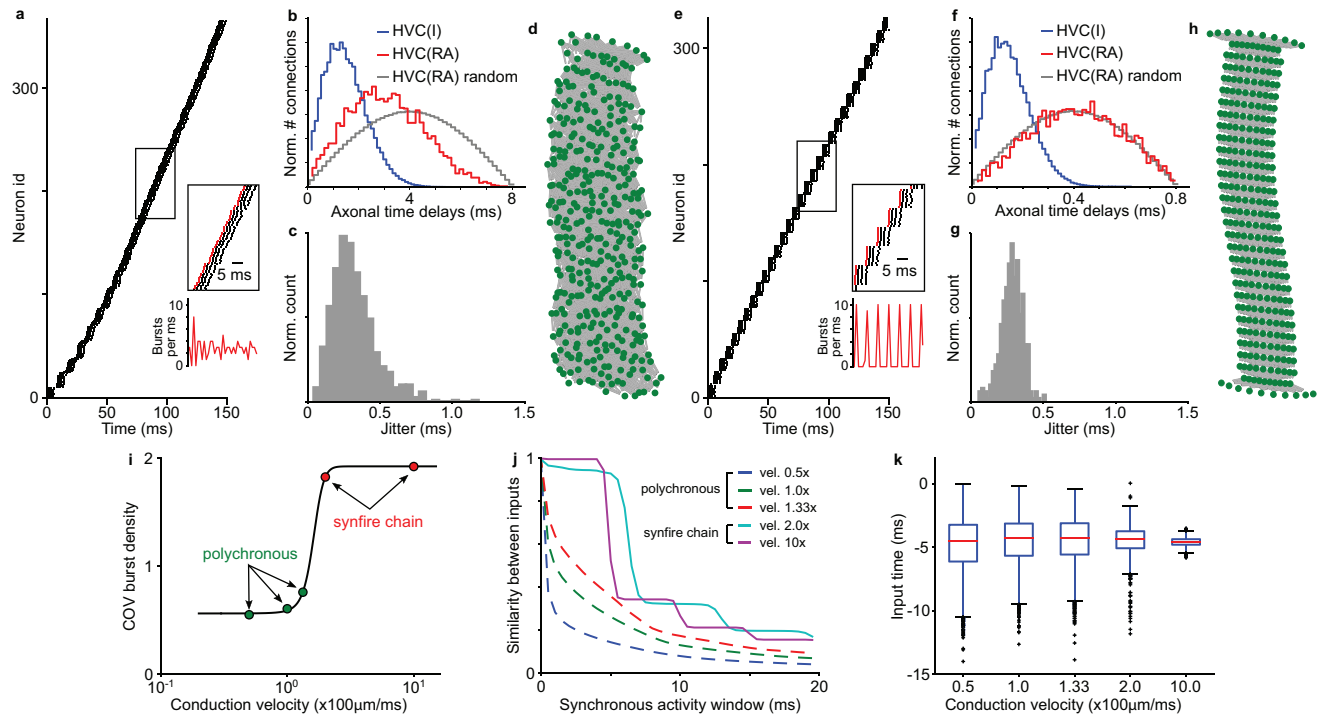 a
Neuron id
300
0
0
50
100
150
Time (ms)
5 ms
Bursts per ms
10
0
b
Norm. # connections
HVC(I)
HVC(RA)
HVC(RA) random
0
4
8
Axonal time delays (ms)
c
Norm. count
0
0.5
1.0
1.5
Jitter (ms)
d
e
Neuron id
300
0
0
50
100
150
Time (ms)
5 ms
Bursts per ms
10
0
f
Norm. # connections
HVC(I)
HVC(RA)
HVC(RA) random
0
0.4
0.8
Axonal time delays (ms)
g
Norm. count
0
0.5
1.0
1.5
Jitter (ms)
h
i
COV burst density
2
1
0
polychronous
synfire chain
10-1
100
101
Conduction velocity (x100µm/ms)
j
Similarity between inputs
1
0
polychronous
synfire chain
vel. 0.5x
vel. 1.0x
vel. 1.33x
vel. 2.0x
vel. 10x
0
10
20
Synchronous activity window (ms)
k
Input time (ms)
0
-5
-10
-15
0.5
1.0
1.33
2.0
10.0
Conduction velocity (x100µm/ms)